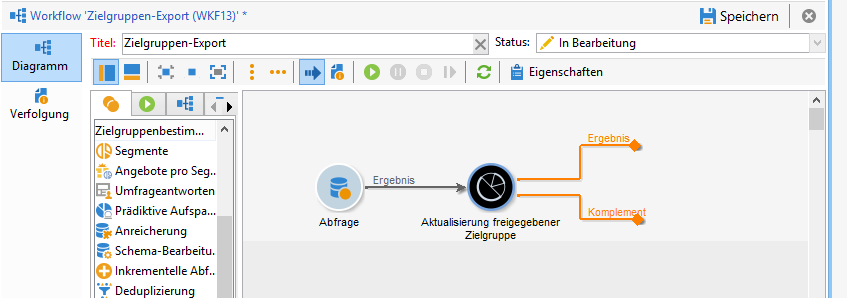 Workflow 'Zielgruppen-Export (WKF13)' *
Speichern
Titel: Zielgruppen-Export
Status: In Bearbeitung
Diagramm
Verfolgung
Eigenschaften
Zielgruppenbestim...
Segmente
Angebote pro Seg...
Umfrageantworten
Prädiktive Aufspa...
Anreicherung
Schema-Bearbeitu...
Inkrementelle Abf...
Deduplizierung
Abfrage
Ergebnis
Aktualisierung freigegebener
Zielgruppe
Ergebnis
Komplement